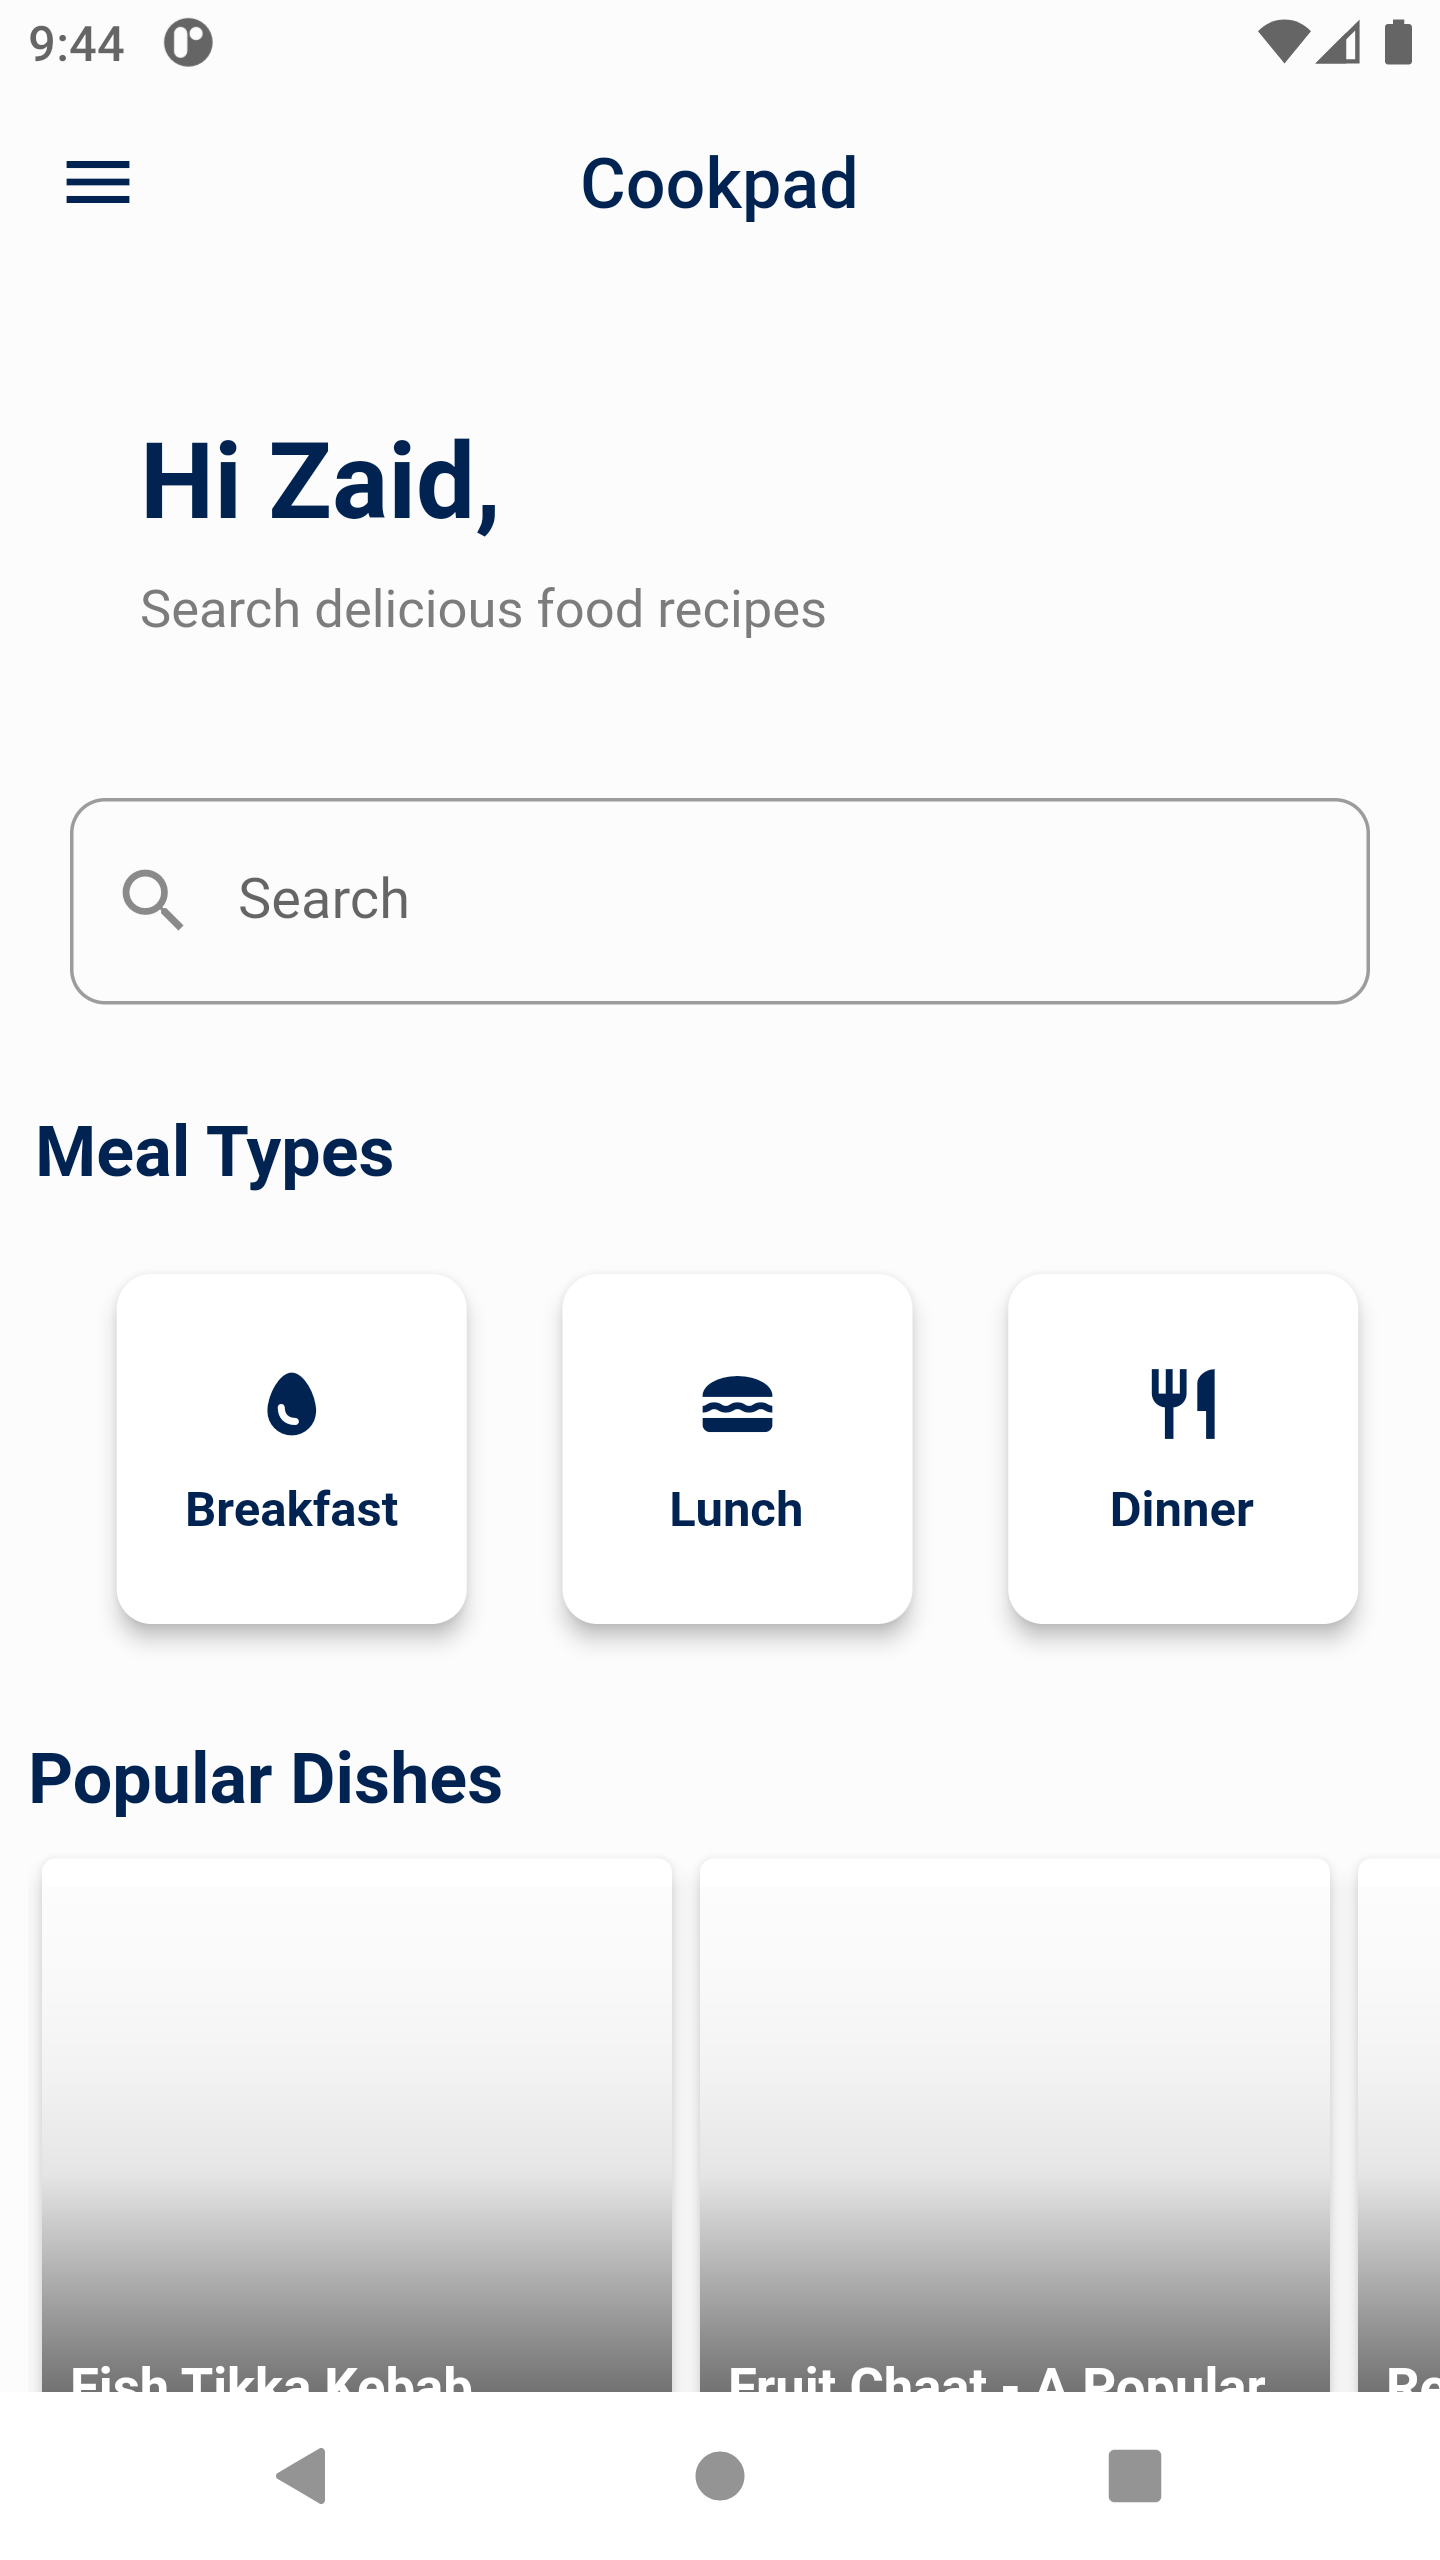 9:44
Cookpad
Hi Zaid,
Search delicious food recipes
Search
Meal Types
Breakfast
Lunch
Dinner
Popular Dishes
Fish Tikka Kebab
Fruit Chaat - A Popular